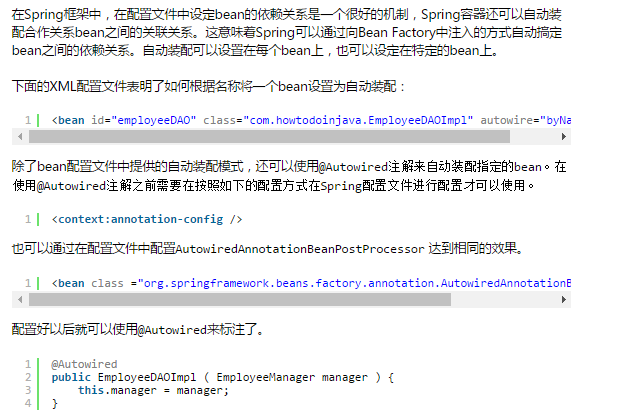 在Spring框架中，在配置文件中设定bean的依赖关系是一个很好的机制，Spring容器还可以自动装
配合作关系bean之间的关联关系。这意味着Spring可以通过向Bean Factory中注入的方式自动搞定
bean之间的依赖关系。自动装配可以设置在每个bean上，也可以设定在特定的bean上。
下面的XML配置文件表明了如何根据名称将一个bean设置为自动装配：
1 <bean id="employeeDAO" class="com.howtodoinjava.EmployeeDAOImpl" autowire="byNa
除了bean配置文件中提供的自动装配模式，还可以使用@Autowired注解来自动装配指定的bean。在
使用@Autowired注解之前需要在按照如下的配置方式在Spring配置文件进行配置才可以使用。
1 <context:annotation-config />
也可以通过在配置文件中配置AutowiredAnnotationBeanPostProcessor 达到相同的效果。
1 <bean class ="org.springframework.beans.factory.annotation.AutowiredAnnotationB
配置好以后就可以使用@Autowired来标注了。
1 @Autowired
2 public EmployeeDAOImpl ( EmployeeManager manager ) {
3     this.manager = manager;
4 }